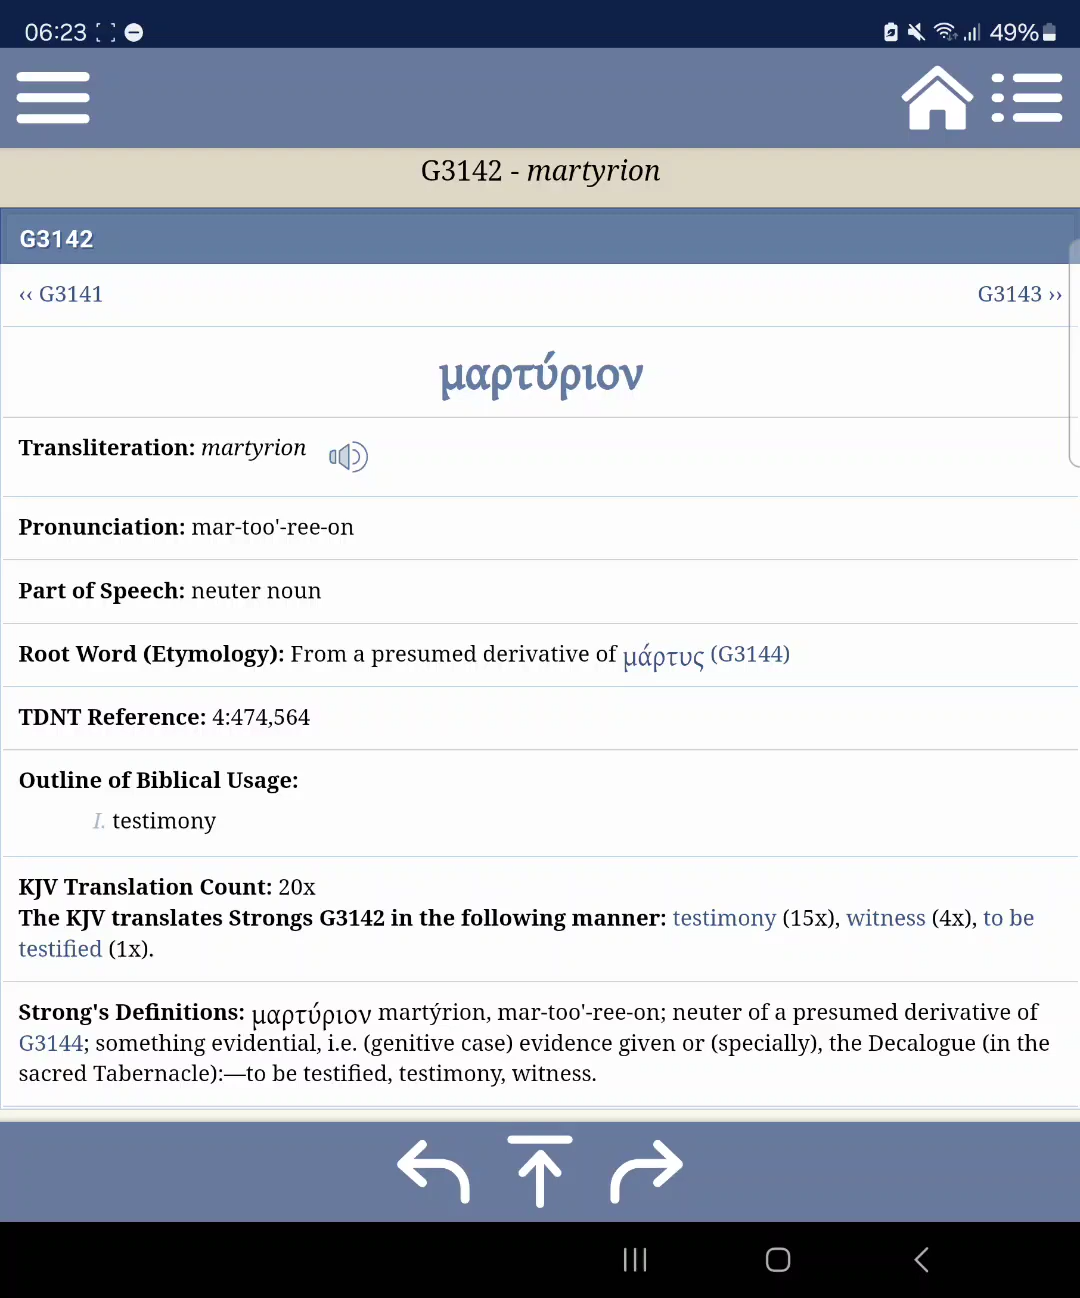 06:23
49%
G3142 - martyrion
G3142
‹‹ G3141
G3143 ››
μαρτύριον
Transliteration: martyrion
Pronunciation: mar-too'-ree-on
Part of Speech: neuter noun
Root Word (Etymology): From a presumed derivative of μάρτυς (G3144)
TDNT Reference: 4:474,564
Outline of Biblical Usage:
I. testimony
KJV Translation Count: 20x
The KJV translates Strongs G3142 in the following manner: testimony (15x), witness (4x), to be
testified (1x).
Strong's Definitions: μαρτύριον martýrion, mar-too'-ree-on; neuter of a presumed derivative of
G3144; something evidential, i.e. (genitive case) evidence given or (specially), the Decalogue (in the
sacred Tabernacle):—to be testified, testimony, witness.